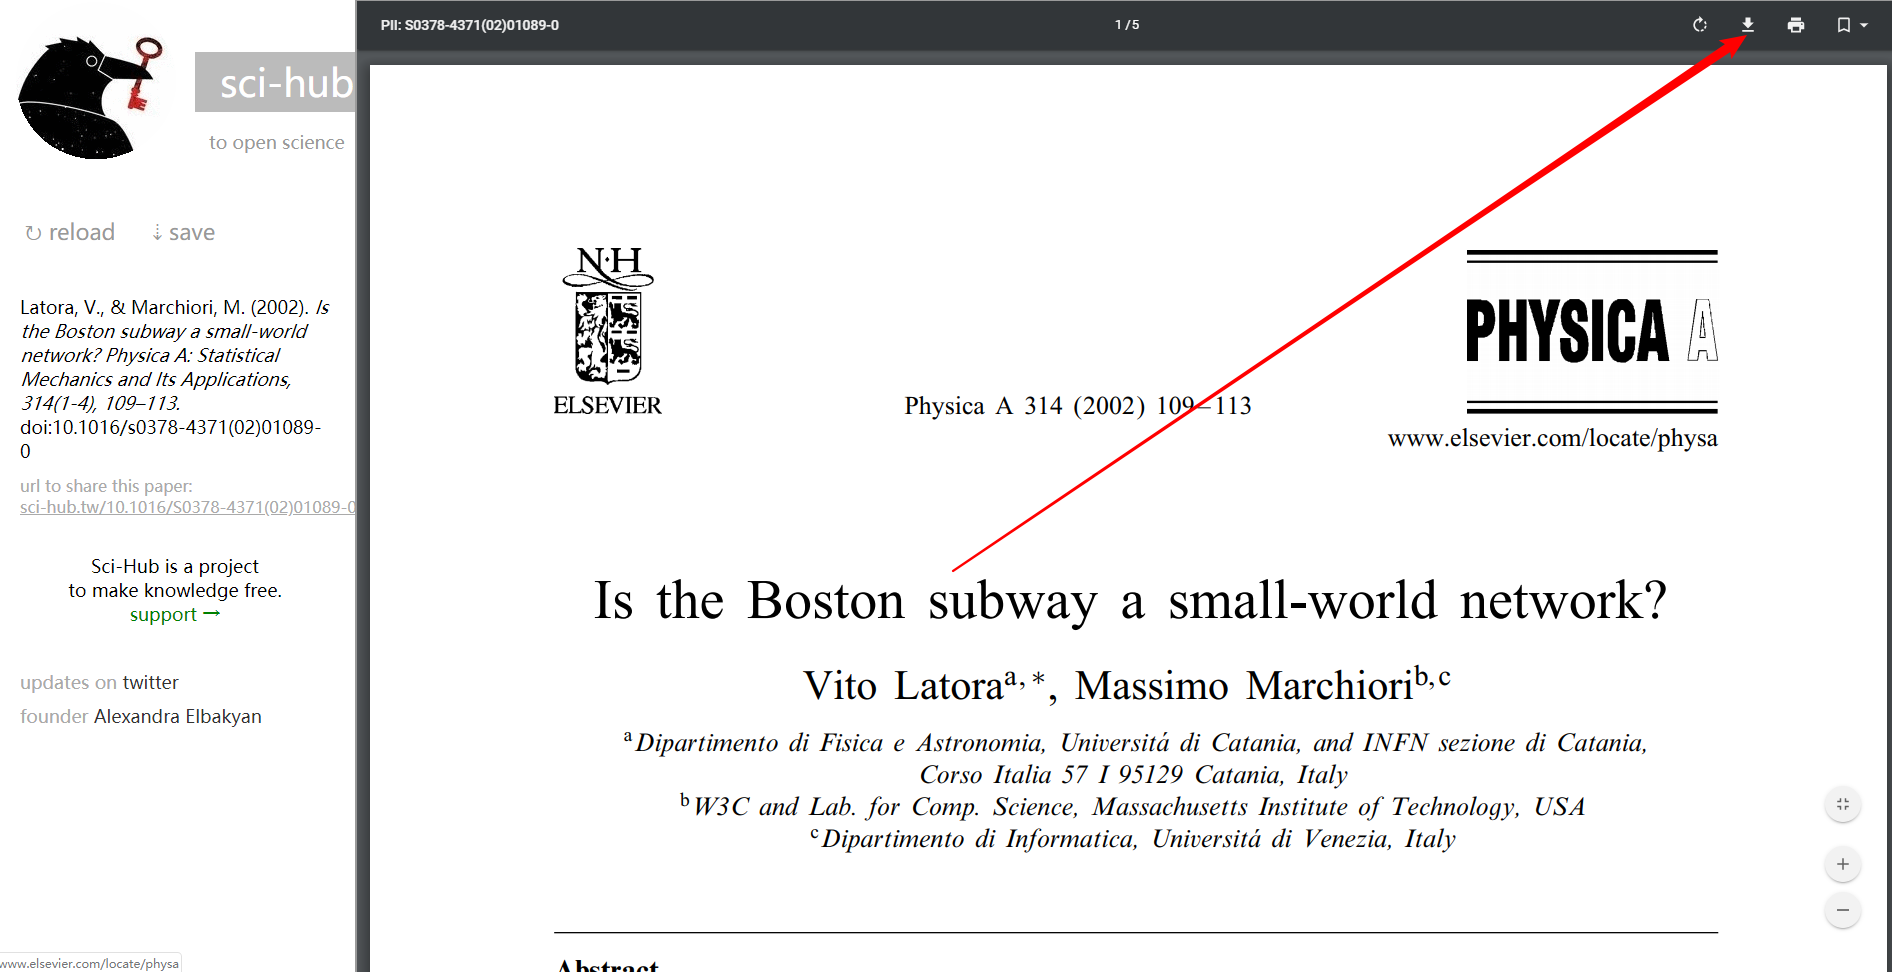 sci-hub
to open science
↻ reload ⇣ save
Latora, V., & Marchiori, M. (2002). Is
the Boston subway a small-world
network? Physica A: Statistical
Mechanics and Its Applications,
314(1-4), 109–113.
doi:10.1016/s0378-4371(02)01089-
0
url to share this paper:
sci-hub.tw/10.1016/S0378-4371(02)01089-0
Sci-Hub is a project
to make knowledge free.
support →
updates on twitter
founder Alexandra Elbakyan
www.elsevier.com/locate/physa
PII: S0378-4371(02)01089-0
1 / 5
N·H
ELSEVIER
Physica A 314 (2002) 109–113
PHYSICA A
www.elsevier.com/locate/physa
Is the Boston subway a small-world network?
Vito Latoraa,*, Massimo Marchiorib,c
aDipartimento di Fisica e Astronomia, Universitá di Catania, and INFN sezione di Catania,
Corso Italia 57 I 95129 Catania, Italy
bW3C and Lab. for Comp. Science, Massachusetts Institute of Technology, USA
cDipartimento di Informatica, Universitá di Venezia, Italy
Abstract